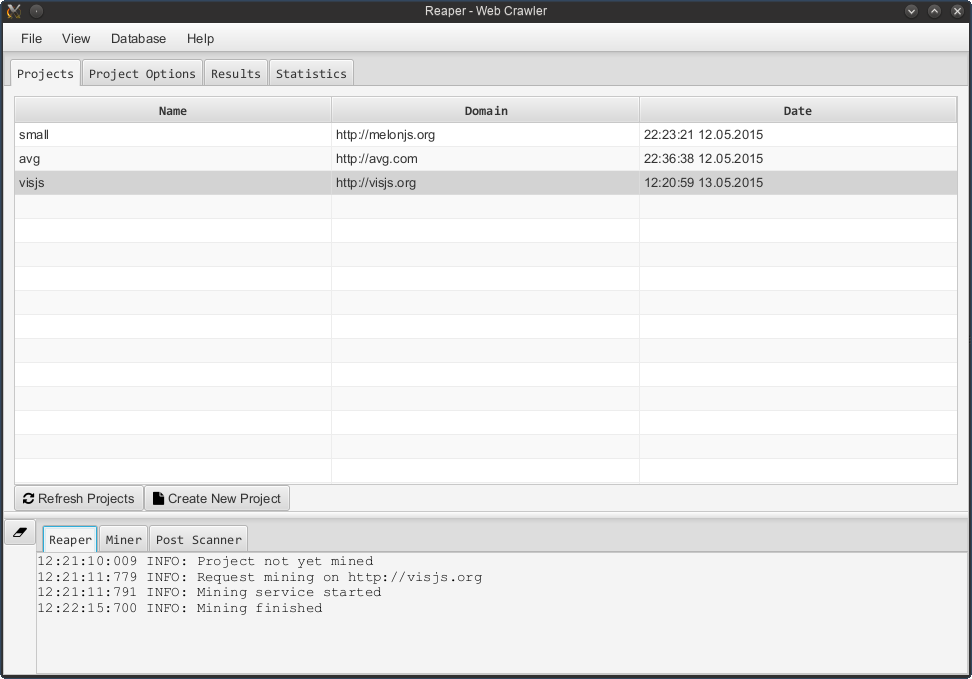 Reaper - Web Crawler
File View Database Help
Projects Project Options Results Statistics
Name Domain Date
small http://melonjs.org 22:23:21 12.05.2015
avg http://avg.com 22:36:38 12.05.2015
visjs http://visjs.org 12:20:59 13.05.2015
Refresh Projects Create New Project
Reaper Miner Post Scanner
12:21:10:009 INFO: Project not yet mined
12:21:11:779 INFO: Request mining on http://visjs.org
12:21:11:791 INFO: Mining service started
12:22:15:700 INFO: Mining finished